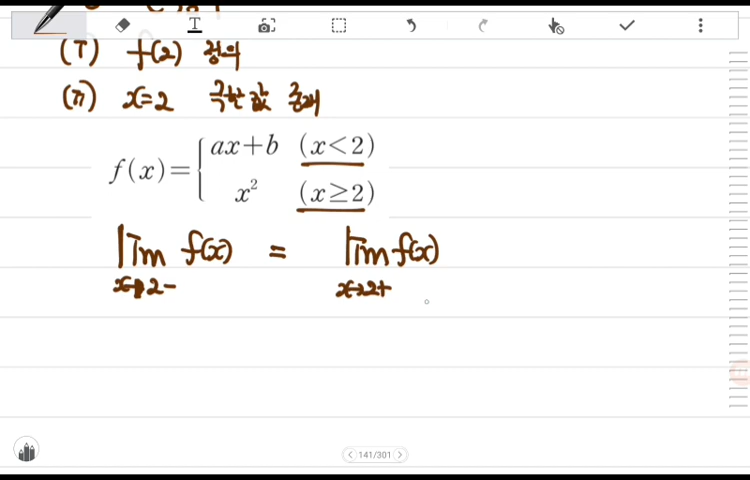 (ㄱ) f(2) 정의
(ㄴ) x=2 극한값 존재
f(x)={ ax+b (x<2)
x² (x≥2)
lim f(x) = lim f(x)
x→2- x→2+
141/301